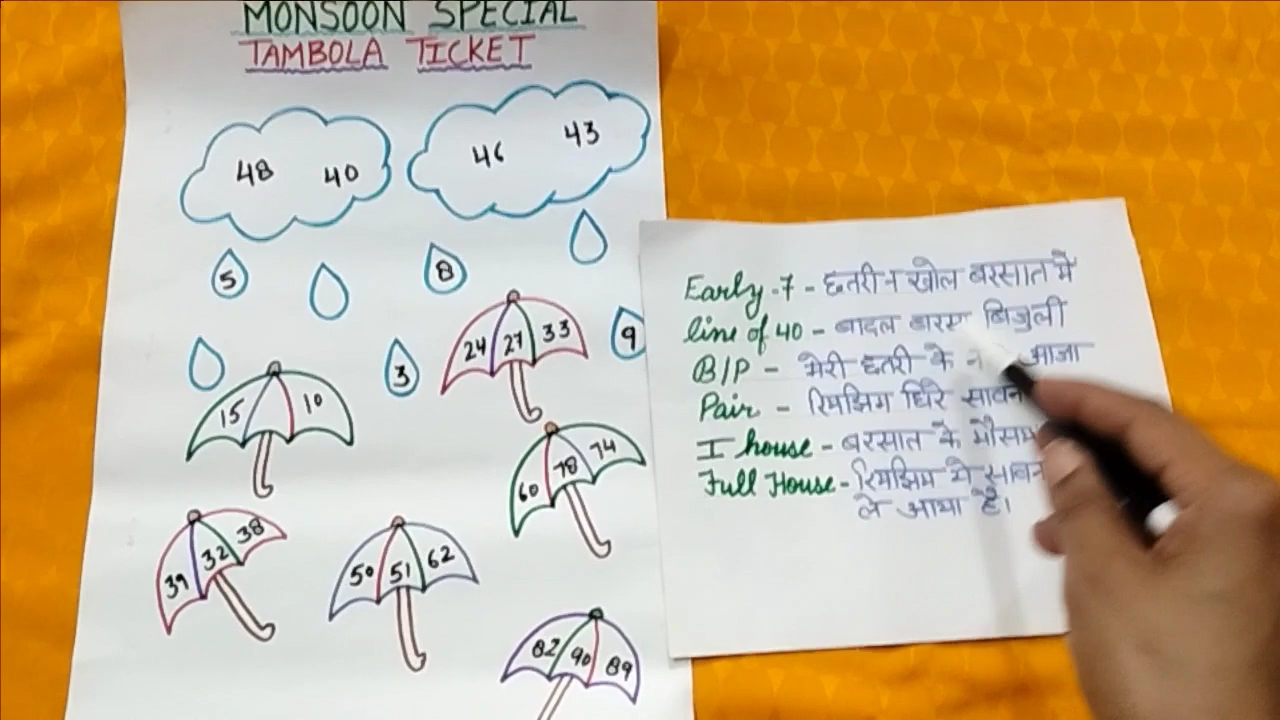 MONSOON SPECIAL
TAMBOLA TICKET
48 40
46 43
5
8
24 27 33
9
3
15 10
60 78 74
39 32 38
50 51 62
82 90 89
Early-7 - छतरी न खोल बरसात में
line of 40 - बादल बिजुली
B/P - मेरी छतरी के आजा
Pair - रिमझिम घिरे सावन
I house - बरसात के मौसम
Full House - रिमझिम ये सावन
ले आया है।